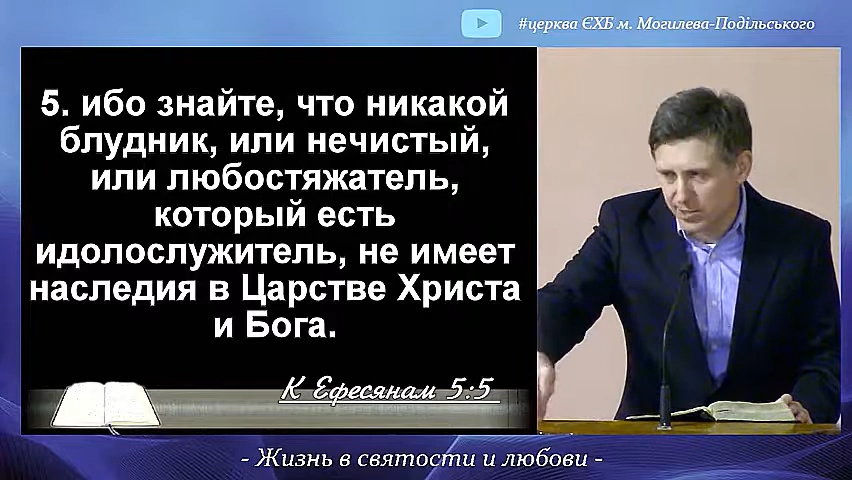 #церква ЄХБ м. Могилева-Подільського
5. ибо знайте, что никакой
блудник, или нечистый,
или любостяжатель,
который есть
идолослужитель, не имеет
наследия в Царстве Христа
и Бога.
К Ефесянам 5:5
- Жизнь в святости и любови -